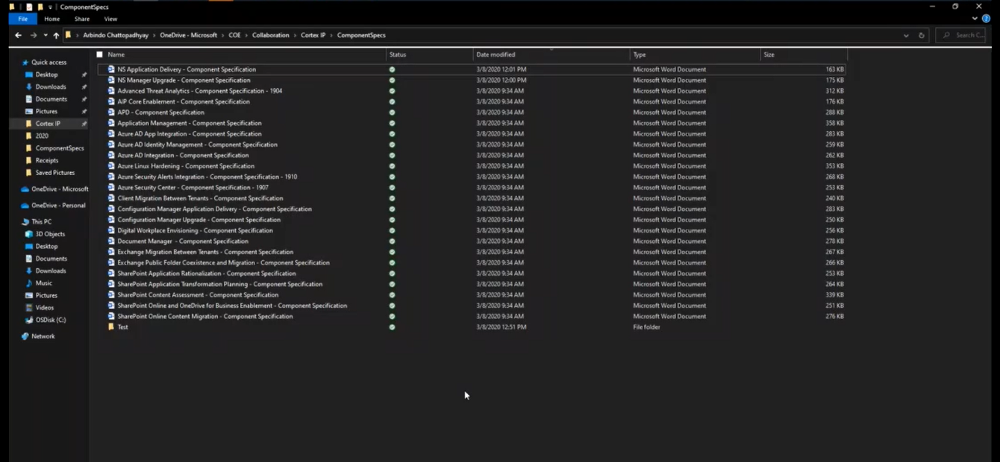 ComponentSpecs
File Home Share View
Arbindo Chattopadhyay > OneDrive - Microsoft > COE > Collaboration > Cortex IP > ComponentSpecs
Search C...
Quick access
Desktop
Downloads
Documents
Pictures
Cortex IP
2020
ComponentSpecs
Receipts
Saved Pictures
OneDrive - Microsoft
OneDrive - Personal
This PC
3D Objects
Desktop
Documents
Downloads
Music
Pictures
Videos
OSDisk (C:)
Network
Name Status Date modified Type Size
NS Application Delivery - Component Specification 3/8/2020 12:01 PM Microsoft Word Document 163 KB
NS Manager Upgrade - Component Specification 3/8/2020 12:00 PM Microsoft Word Document 175 KB
Advanced Threat Analytics - Component Specification - 1904 3/8/2020 9:34 AM Microsoft Word Document 312 KB
AIP Core Enablement - Component Specification 3/8/2020 9:34 AM Microsoft Word Document 176 KB
APD - Component Specification 3/8/2020 9:34 AM Microsoft Word Document 288 KB
Application Management - Component Specification 3/8/2020 9:34 AM Microsoft Word Document 358 KB
Azure AD App Integration - Component Specification 3/8/2020 9:34 AM Microsoft Word Document 283 KB
Azure AD Identity Management - Component Specification 3/8/2020 9:34 AM Microsoft Word Document 259 KB
Azure AD Integration - Component Specification 3/8/2020 9:34 AM Microsoft Word Document 262 KB
Azure Linux Hardening - Component Specification 3/8/2020 9:34 AM Microsoft Word Document 353 KB
Azure Security Alerts Integration - Component Specification - 1910 3/8/2020 9:34 AM Microsoft Word Document 268 KB
Azure Security Center - Component Specification - 1907 3/8/2020 9:34 AM Microsoft Word Document 253 KB
Client Migration Between Tenants - Component Specification 3/8/2020 9:34 AM Microsoft Word Document 240 KB
Configuration Manager Application Delivery - Component Specification 3/8/2020 9:34 AM Microsoft Word Document 283 KB
Configuration Manager Upgrade - Component Specification 3/8/2020 9:34 AM Microsoft Word Document 250 KB
Digital Workplace Envisioning - Component Specification 3/8/2020 9:34 AM Microsoft Word Document 256 KB
Document Manager - Component Specification 3/8/2020 9:34 AM Microsoft Word Document 278 KB
Exchange Migration Between Tenants - Component Specification 3/8/2020 9:34 AM Microsoft Word Document 267 KB
Exchange Public Folder Coexistence and Migration - Component Specification 3/8/2020 9:34 AM Microsoft Word Document 266 KB
SharePoint Application Rationalization - Component Specification 3/8/2020 9:34 AM Microsoft Word Document 253 KB
SharePoint Application Transformation Planning - Component Specification 3/8/2020 9:34 AM Microsoft Word Document 264 KB
SharePoint Content Assessment - Component Specification 3/8/2020 9:34 AM Microsoft Word Document 339 KB
SharePoint Online and OneDrive for Business Enablement - Component Specification 3/8/2020 9:34 AM Microsoft Word Document 251 KB
SharePoint Online Content Migration - Component Specification 3/8/2020 9:34 AM Microsoft Word Document 276 KB
Test 3/8/2020 12:51 PM File folder